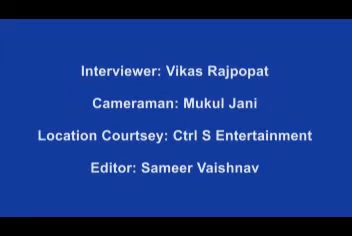 Interviewer: Vikas Rajpopat
Cameraman: Mukul Jani
Location Courtsey: Ctrl S Entertainment
Editor: Sameer Vaishnav